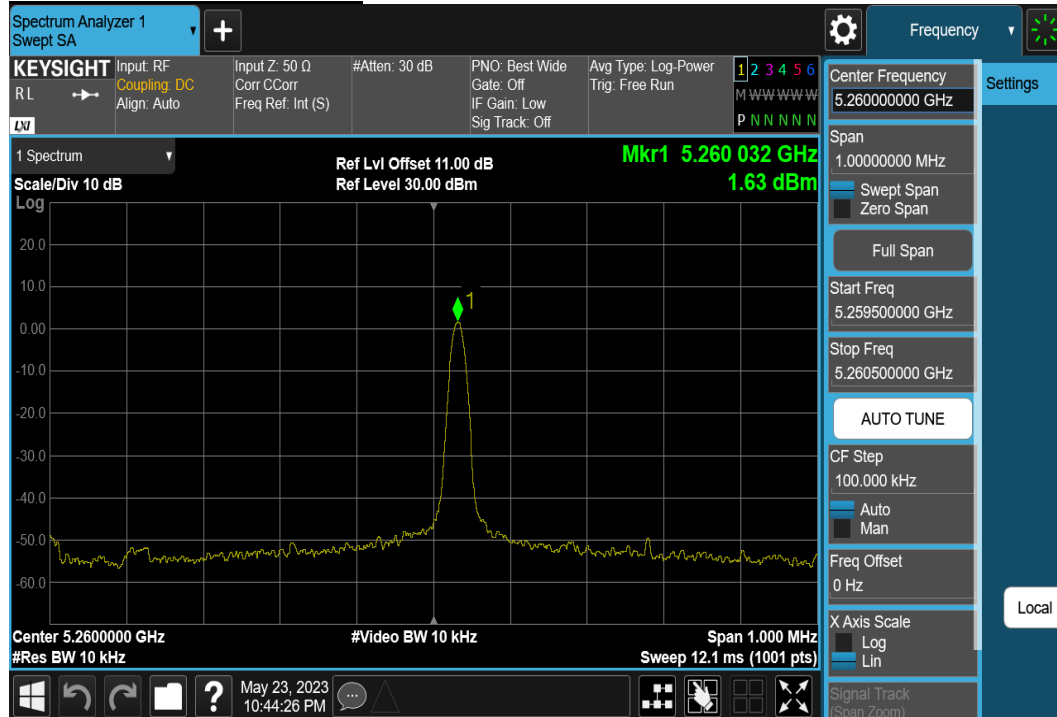 Spectrum Analyzer 1
Swept SA
+
Frequency
KEYSIGHT
RL
LXI
Input: RF
Coupling: DC
Align: Auto
Input Z: 50 Ω
Corr CCorr
Freq Ref: Int (S)
#Atten: 30 dB
PNO: Best Wide
Gate: Off
IF Gain: Low
Sig Track: Off
Avg Type: Log-Power
Trig: Free Run
1 2 3 4 5 6
M W W W W W
P N N N N N
1 Spectrum
Scale/Div 10 dB
Log
Ref Lvl Offset 11.00 dB
Ref Level 30.00 dBm
Mkr1 5.260 032 GHz
1.63 dBm
1
20.0
10.0
0.00
-10.0
-20.0
-30.0
-40.0
-50.0
-60.0
Center 5.2600000 GHz
#Res BW 10 kHz
#Video BW 10 kHz
Span 1.000 MHz
Sweep 12.1 ms (1001 pts)
?
May 23, 2023
10:44:26 PM
Center Frequency
5.260000000 GHz
Span
1.00000000 MHz
Swept Span
Zero Span
Full Span
Start Freq
5.259500000 GHz
Stop Freq
5.260500000 GHz
AUTO TUNE
CF Step
100.000 kHz
Auto
Man
Freq Offset
0 Hz
X Axis Scale
Log
Lin
Signal Track
(Span Zoom)
Settings
Local